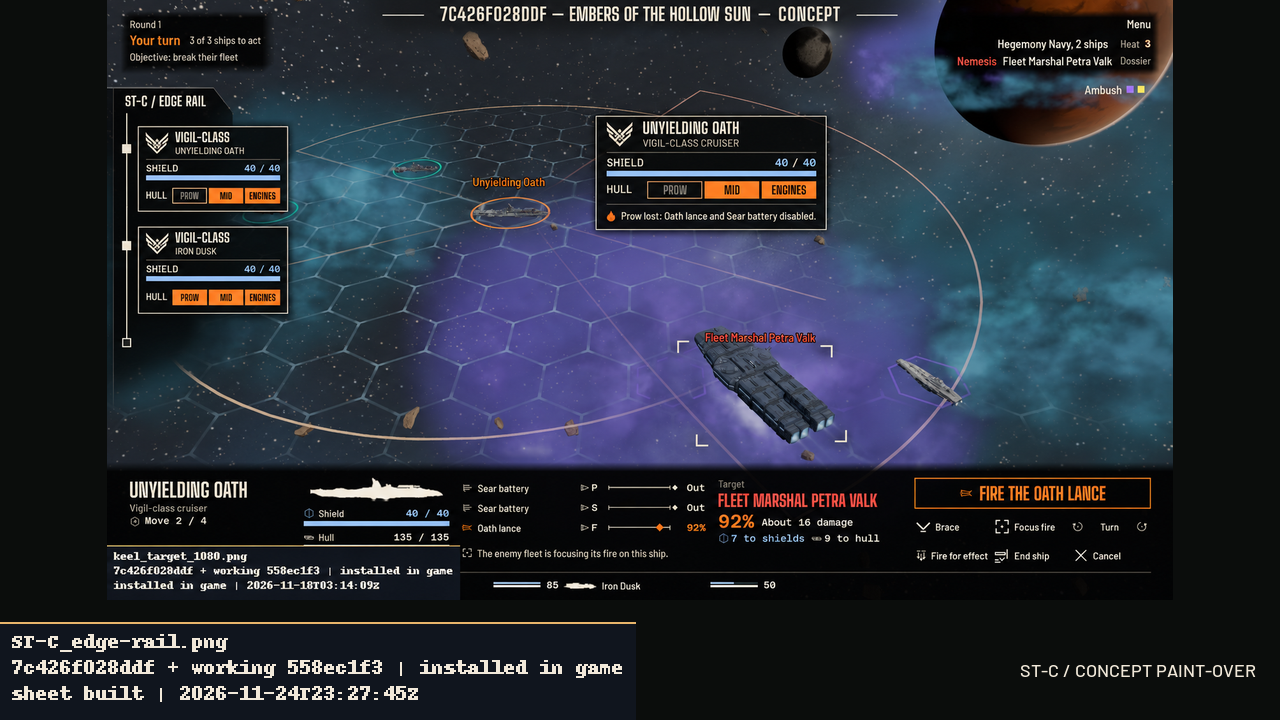 7C426F028DDF — EMBERS OF THE HOLLOW SUN — CONCEPT
Round 1
Your turn 3 of 3 ships to act
Objective: break their fleet
Menu
Hegemony Navy, 2 ships Heat 3
Nemesis Fleet Marshal Petra Valk Dossier
Ambush
ST-C / EDGE RAIL
VIGIL-CLASS
UNYIELDING OATH
SHIELD 40 / 40
HULL PROW MID ENGINES
VIGIL-CLASS
IRON DUSK
SHIELD 40 / 40
HULL PROW MID ENGINES
Unyielding Oath
UNYIELDING OATH
VIGIL-CLASS CRUISER
SHIELD 40 / 40
HULL PROW MID ENGINES
Prow lost: Oath lance and Sear battery disabled.
Fleet Marshal Petra Valk
UNYIELDING OATH
Vigil-class cruiser
Move 2 / 4
Shield 40 / 40
Hull 135 / 135
Sear battery P Out
Sear battery S Out
Oath lance F 92%
The enemy fleet is focusing its fire on this ship.
Target
FLEET MARSHAL PETRA VALK
92% About 16 damage
7 to shields 9 to hull
FIRE THE OATH LANCE
Brace Focus fire Turn
Fire for effect End ship Cancel
85 Iron Dusk 50
keel_target_1080.png
7c426f028ddf + working 558ec1f3 | installed in game
installed in game | 2026-11-18T03:14:09z
ST-C_edge-rail.png
7c426f028ddf + working 558ec1f3 | installed in game
sheet built | 2026-11-24T23:27:45z
ST-C / CONCEPT PAINT-OVER